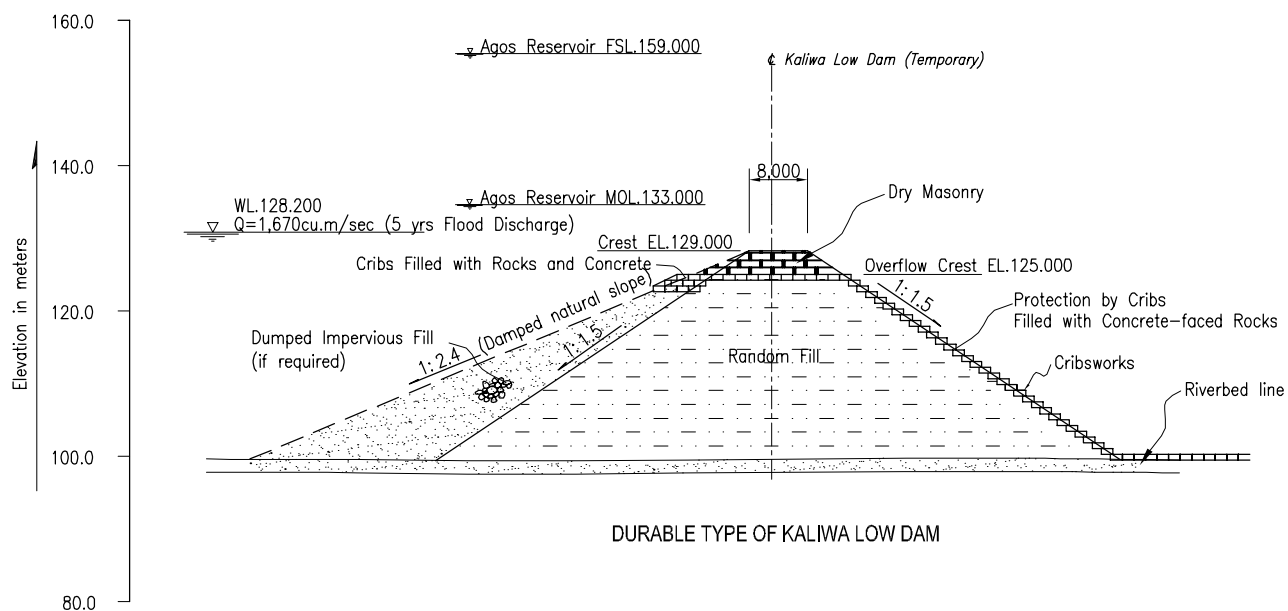 160.0
Agos Reservoir FSL.159.000
℄ Kaliwa Low Dam (Temporary)
140.0
8,000
Agos Reservoir MOL.133.000
Dry Masonry
WL.128.200
Q=1,670cu.m/sec (5 yrs Flood Discharge)
Crest EL.129.000
Cribs Filled with Rocks and Concrete
Overflow Crest EL.125.000
1:1.5
Protection by Cribs
Filled with Concrete-faced Rocks
120.0
Dumped Impervious Fill
(if required)
1:2.4 (Damped natural slope)
1:1.5
Random Fill
Cribsworks
Riverbed line
Elevation in meters
100.0
DURABLE TYPE OF KALIWA LOW DAM
80.0